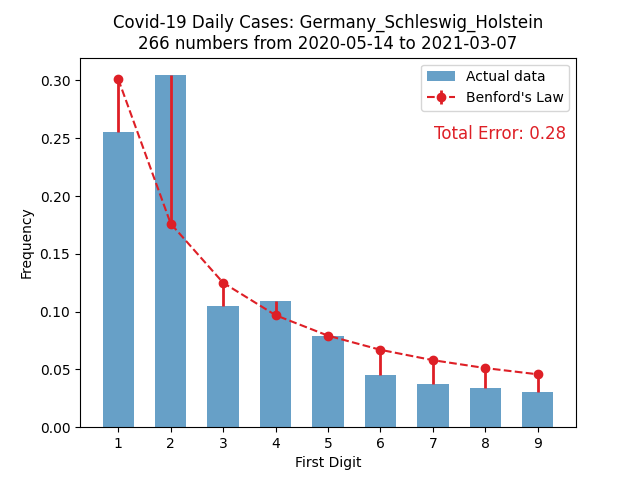 Covid-19 Daily Cases: Germany_Schleswig_Holstein
266 numbers from 2020-05-14 to 2021-03-07
Actual data
Benford's Law
Total Error: 0.28
Frequency
0.30
0.25
0.20
0.15
0.10
0.05
0.00
1 2 3 4 5 6 7 8 9
First Digit